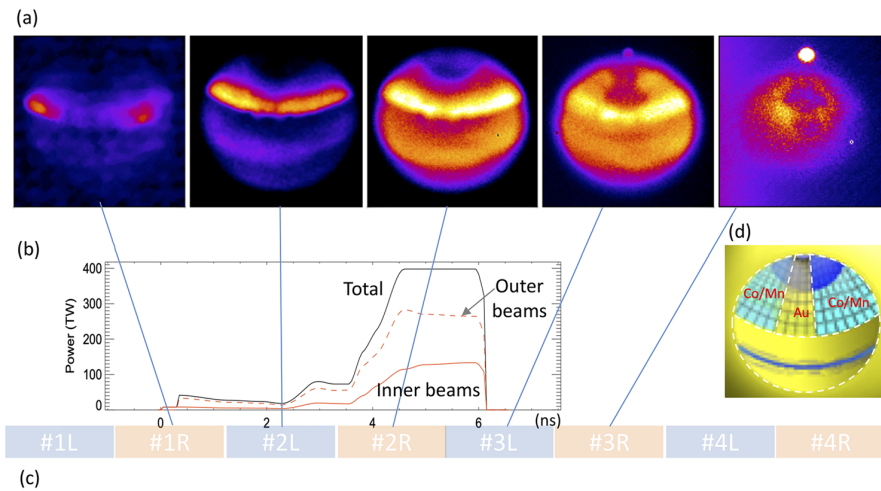 (a)
(b)
(d)
400
300
200
100
0
Power (TW)
Total
Outer
beams
Inner beams
0
2
4
6
(ns)
Co/Mn
Au
Co/Mn
#1L
#1R
#2L
#2R
#3L
#3R
#4L
#4R
(c)